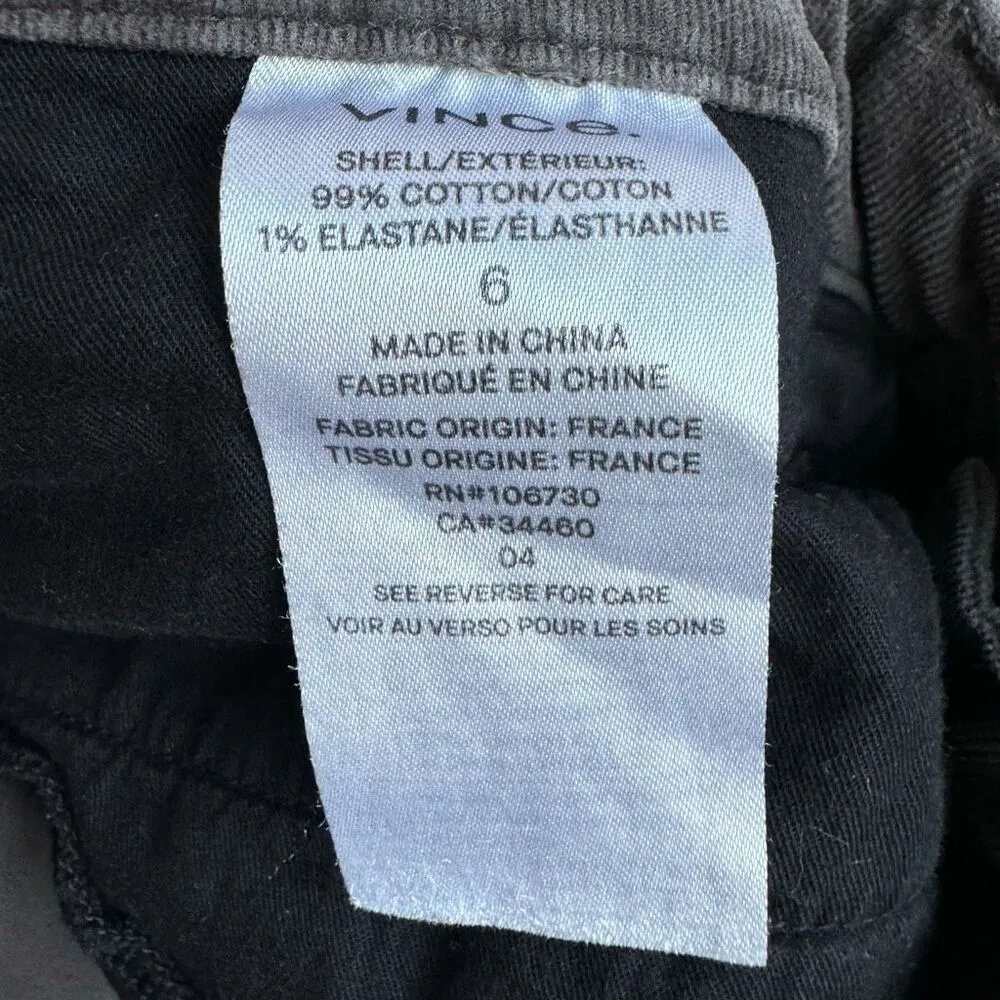 VINCE.
SHELL/EXTÉRIEUR:
99% COTTON/COTON
1% ELASTANE/ÉLASTHANNE
6
MADE IN CHINA
FABRIQUÉ EN CHINE
FABRIC ORIGIN: FRANCE
TISSU ORIGINE: FRANCE
RN#106730
CA#34460
04
SEE REVERSE FOR CARE
VOIR AU VERSO POUR LES SOINS